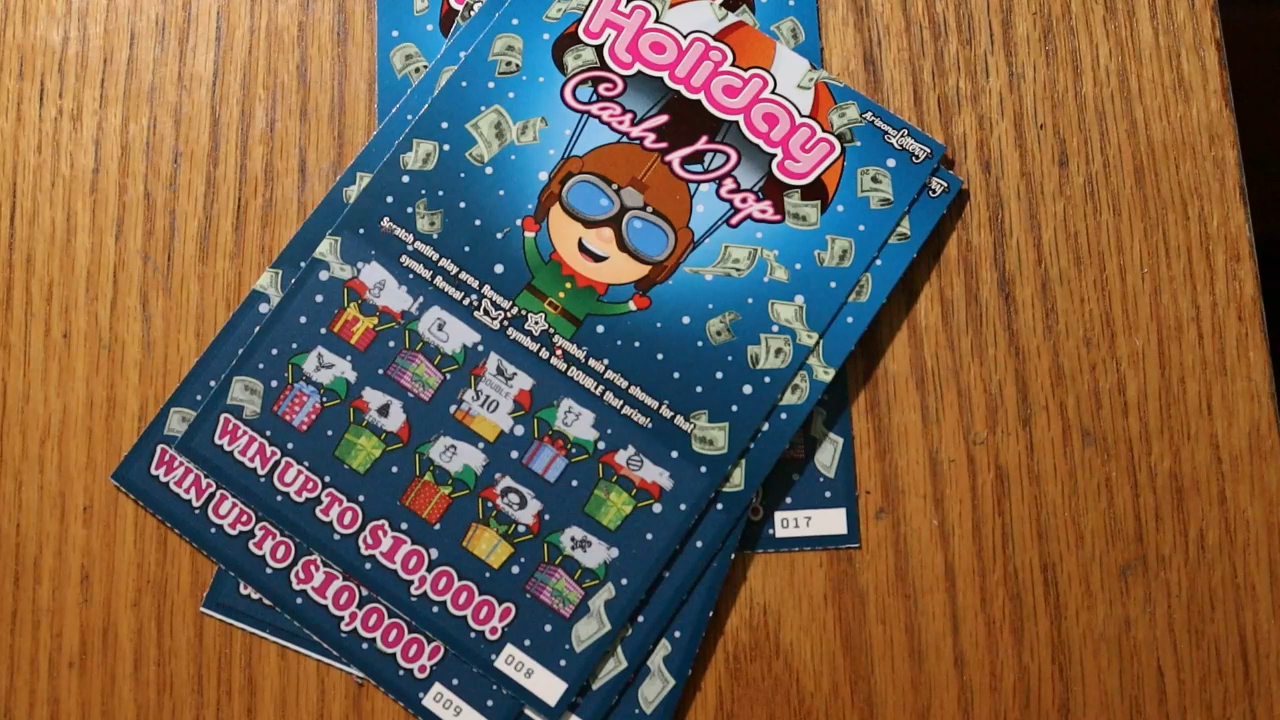 Holiday
Cash Drop
Arizona Lottery
Scratch entire play area. Reveal a " " symbol, win prize shown for that
symbol. Reveal a " " symbol to win DOUBLE that prize!
DOUBLE
$10
WIN UP TO $10,000!
008
WIN UP TO $10,000!
009
017